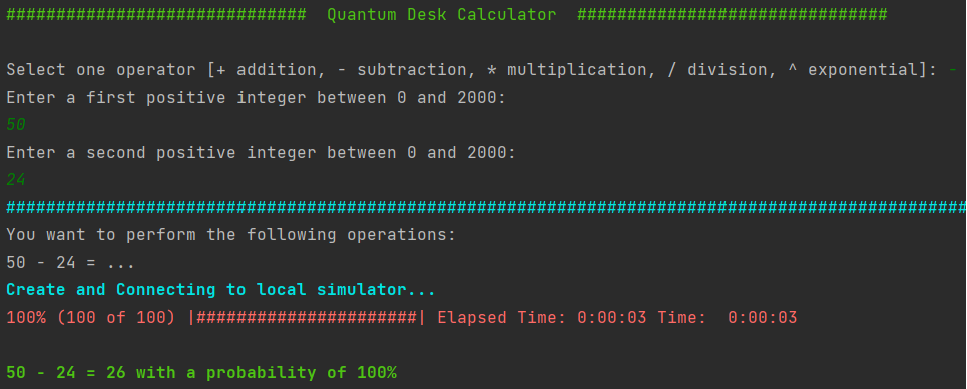 ############################## Quantum Desk Calculator ###############################
Select one operator [+ addition, - subtraction, * multiplication, / division, ^ exponential]: -
Enter a first positive integer between 0 and 2000:
50
Enter a second positive integer between 0 and 2000:
24
################################################################################################
You want to perform the following operations:
50 - 24 = ...
Create and Connecting to local simulator...
100% (100 of 100) |######################| Elapsed Time: 0:00:03 Time:  0:00:03
50 - 24 = 26 with a probability of 100%